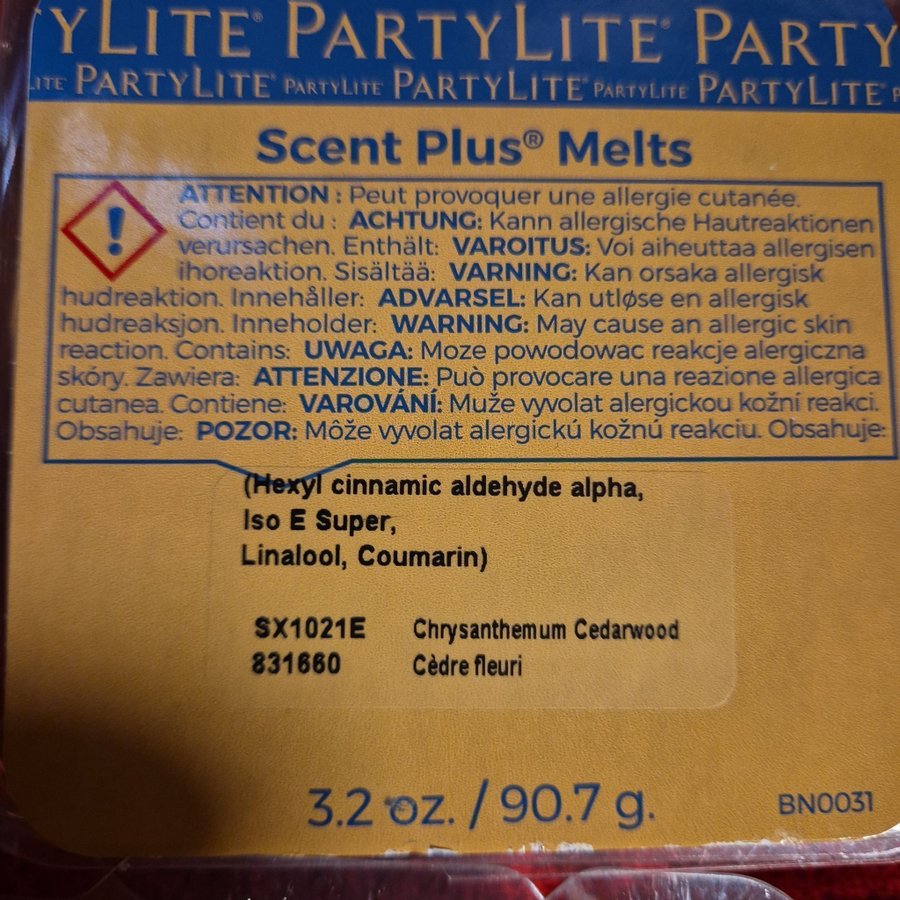 YLITE® PARTYLITE® PARTY
LITE PARTYLITE® PARTYLITE PARTYLITE® PARTYLITE PARTYLITE®
Scent Plus® Melts
ATTENTION : Peut provoquer une allergie cutanée.
Contient du : ACHTUNG: Kann allergische Hautreaktionen
verursachen. Enthält: VAROITUS: Voi aiheuttaa allergisen
ihoreaktion. Sisältää: VARNING: Kan orsaka allergisk
hudreaktion. Innehåller: ADVARSEL: Kan utløse en allergisk
hudreaksjon. Inneholder: WARNING: May cause an allergic skin
reaction. Contains: UWAGA: Moze powodowac reakcje alergiczna
skóry. Zawiera: ATTENZIONE: Può provocare una reazione allergica
cutanea. Contiene: VAROVÁNÍ: Muže vyvolat alergickou kožní reakci.
Obsahuje: POZOR: Môže vyvolat alergickú kožnú reakciu. Obsahuje:
(Hexyl cinnamic aldehyde alpha,
Iso E Super,
Linalool, Coumarin)
SX1021E Chrysanthemum Cedarwood
831660 Cèdre fleuri
3.2 oz. / 90.7 g.
BN0031